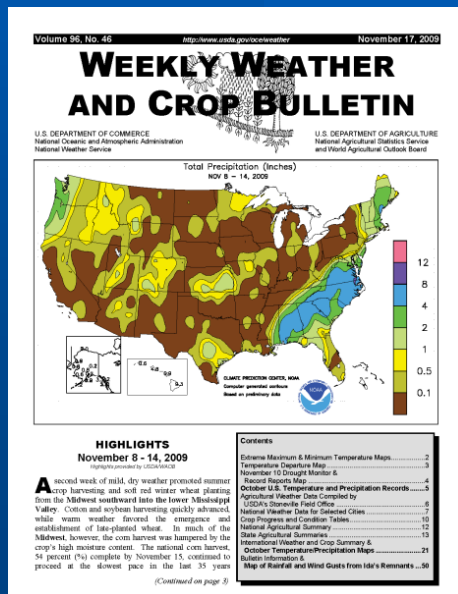 Volume 96, No. 46 http://www.usda.gov/oce/weather November 17, 2009
WEEKLY WEATHER
AND CROP BULLETIN
U.S. DEPARTMENT OF COMMERCE
National Oceanic and Atmospheric Administration
National Weather Service
U.S. DEPARTMENT OF AGRICULTURE
National Agricultural Statistics Service
and World Agricultural Outlook Board
Total Precipitation (Inches)
NOV 8 - 14, 2009
12
8
4
2
1
0.5
0.1
CLIMATE PREDICTION CENTER, NOAA
Computer generated contours
Based on preliminary data
NOAA
HIGHLIGHTS
November 8 - 14, 2009
Highlights provided by USDA/WAOB
A second week of mild, dry weather promoted summer
crop harvesting and soft red winter wheat planting
from the Midwest southward into the lower Mississippi
Valley. Cotton and soybean harvesting quickly advanced,
while warm weather favored the emergence and
establishment of late-planted wheat. In much of the
Midwest, however, the corn harvest was hampered by the
crop's high moisture content. The national corn harvest,
54 percent (%) complete by November 15, continued to
proceed at the slowest pace in the last 35 years
(Continued on page 3)
Contents
Extreme Maximum & Minimum Temperature Maps..........2
Temperature Departure Map..........3
November 10 Drought Monitor &
Record Reports Map..........4
October U.S. Temperature and Precipitation Records..........5
Agricultural Weather Data Compiled by
USDA's Stoneville Field Office..........6
National Weather Data for Selected Cities..........7
Crop Progress and Condition Tables..........10
National Agricultural Summary..........12
State Agricultural Summaries..........13
International Weather and Crop Summary &
October Temperature/Precipitation Maps..........21
Bulletin Information &
Map of Rainfall and Wind Gusts from Ida's Remnants...50